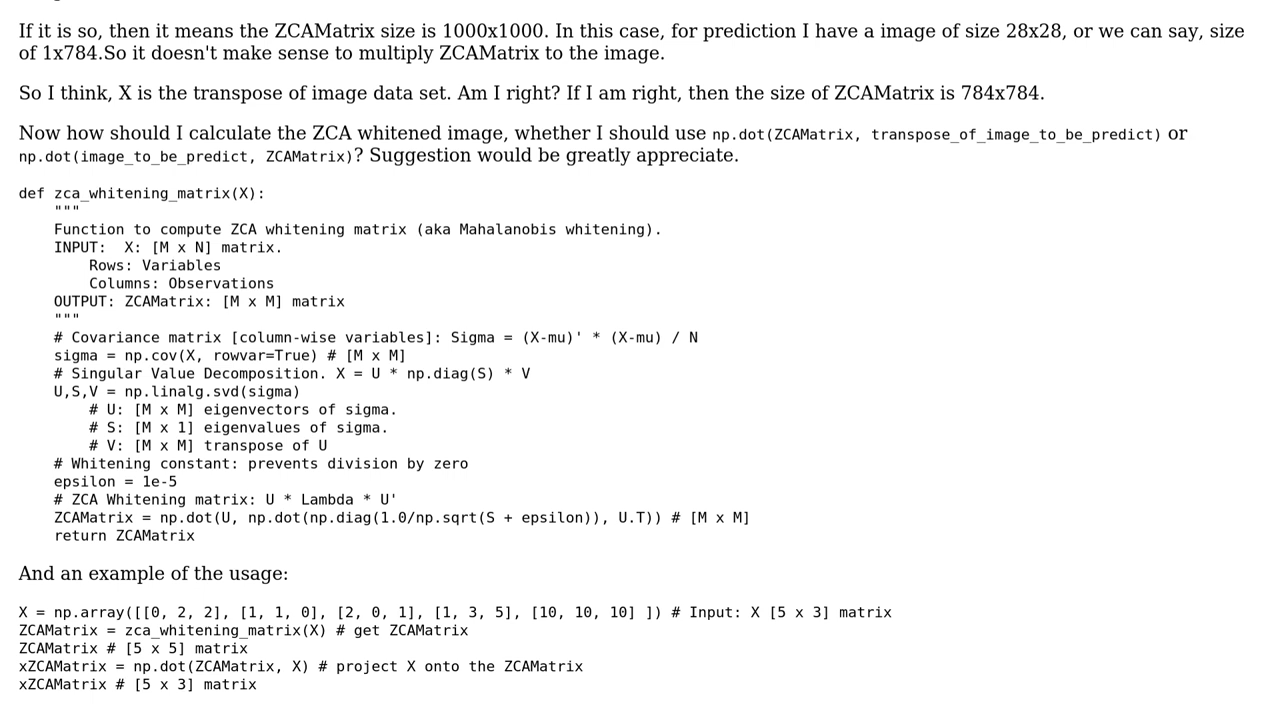 If it is so, then it means the ZCAMatrix size is 1000x1000. In this case, for prediction I have a image of size 28x28, or we can say, size
of 1x784.So it doesn't make sense to multiply ZCAMatrix to the image.
So I think, X is the transpose of image data set. Am I right? If I am right, then the size of ZCAMatrix is 784x784.
Now how should I calculate the ZCA whitened image, whether I should use np.dot(ZCAMatrix, transpose_of_image_to_be_predict) or
np.dot(image_to_be_predict, ZCAMatrix)? Suggestion would be greatly appreciate.
def zca_whitening_matrix(X):
    """
    Function to compute ZCA whitening matrix (aka Mahalanobis whitening).
    INPUT:  X: [M x N] matrix.
        Rows: Variables
        Columns: Observations
    OUTPUT: ZCAMatrix: [M x M] matrix
    """
    # Covariance matrix [column-wise variables]: Sigma = (X-mu)' * (X-mu) / N
    sigma = np.cov(X, rowvar=True) # [M x M]
    # Singular Value Decomposition. X = U * np.diag(S) * V
    U,S,V = np.linalg.svd(sigma)
        # U: [M x M] eigenvectors of sigma.
        # S: [M x 1] eigenvalues of sigma.
        # V: [M x M] transpose of U
    # Whitening constant: prevents division by zero
    epsilon = 1e-5
    # ZCA Whitening matrix: U * Lambda * U'
    ZCAMatrix = np.dot(U, np.dot(np.diag(1.0/np.sqrt(S + epsilon)), U.T)) # [M x M]
    return ZCAMatrix
And an example of the usage:
X = np.array([[0, 2, 2], [1, 1, 0], [2, 0, 1], [1, 3, 5], [10, 10, 10] ]) # Input: X [5 x 3] matrix
ZCAMatrix = zca_whitening_matrix(X) # get ZCAMatrix
ZCAMatrix # [5 x 5] matrix
xZCAMatrix = np.dot(ZCAMatrix, X) # project X onto the ZCAMatrix
xZCAMatrix # [5 x 3] matrix